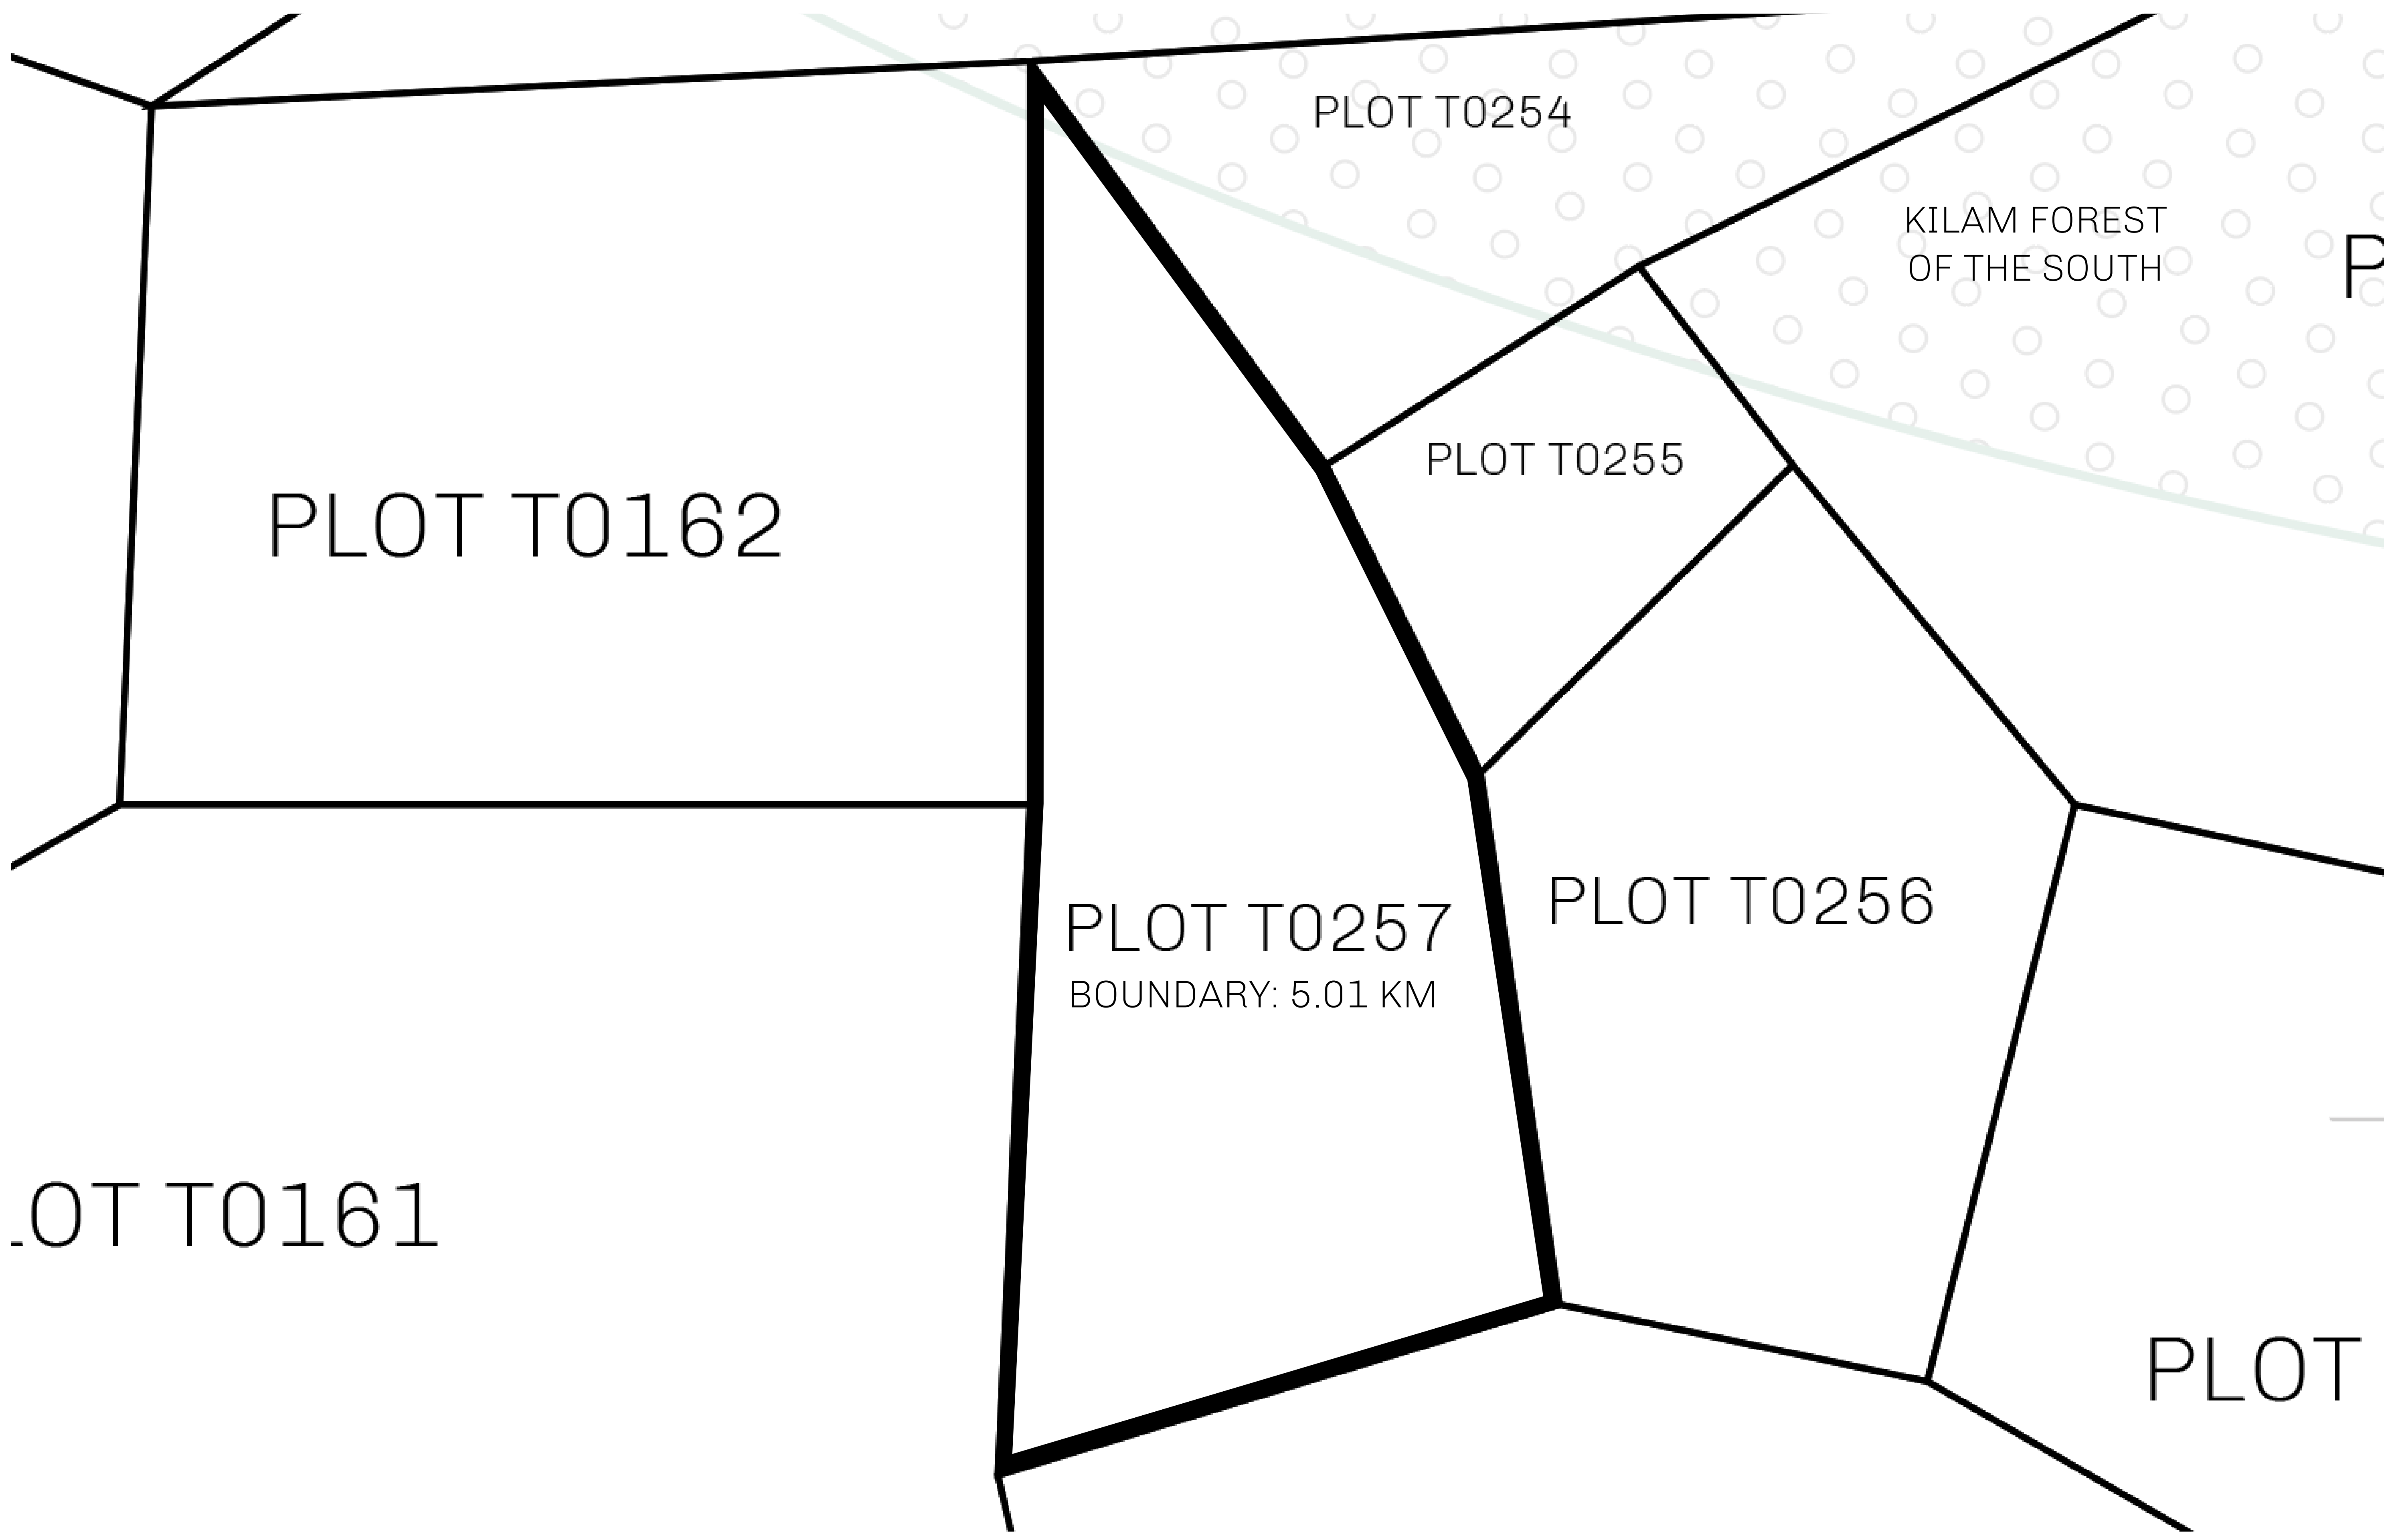 PLOT T0254
KILAM FOREST
OF THE SOUTH
P
PLOT T0255
PLOT T0162
PLOT T0257
BOUNDARY: 5.01 KM
PLOT T0256
LOT T0161
PLOT